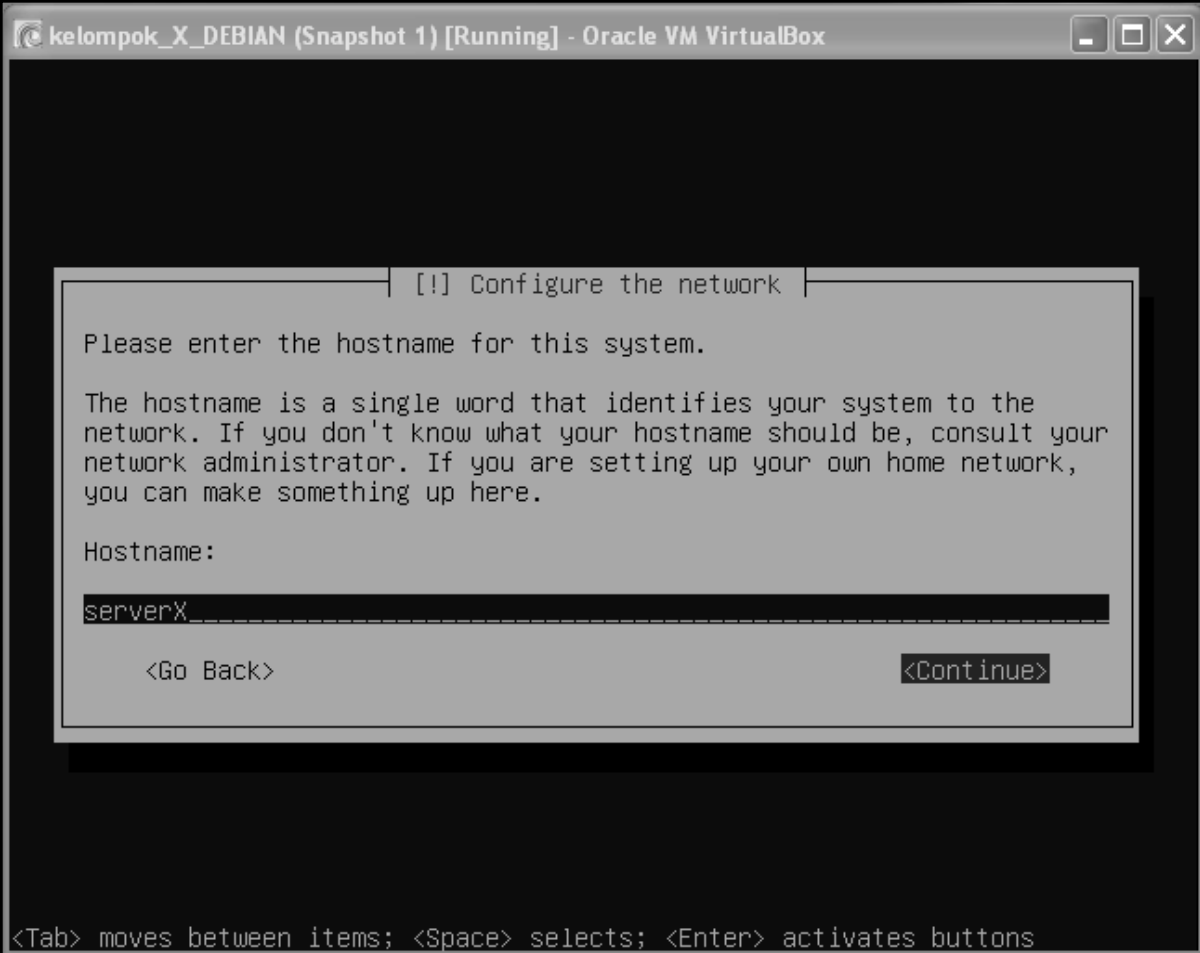 kelompok_X_DEBIAN (Snapshot 1) [Running] - Oracle VM VirtualBox
[!] Configure the network
Please enter the hostname for this system.
The hostname is a single word that identifies your system to the
network. If you don't know what your hostname should be, consult your
network administrator. If you are setting up your own home network,
you can make something up here.
Hostname:
serverX
<Go Back> <Continue>
<Tab> moves between items; <Space> selects; <Enter> activates buttons